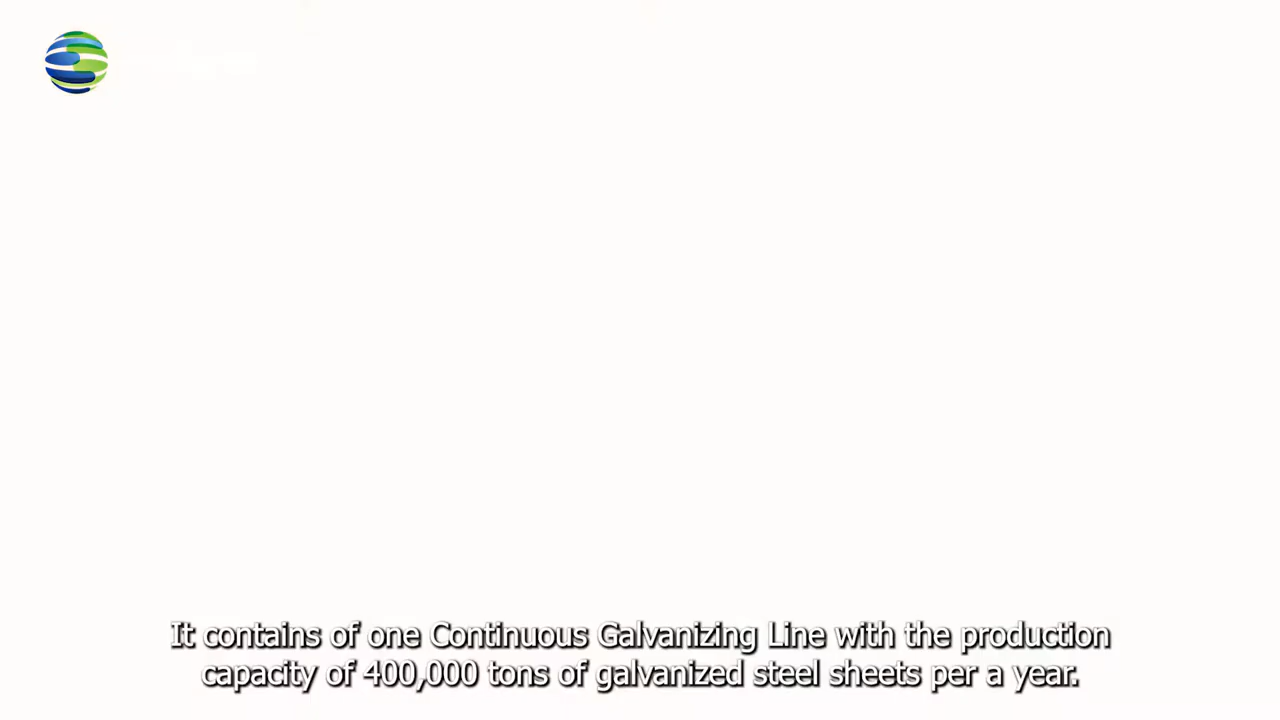 It contains of one Continuous Galvanizing Line with the production
capacity of 400,000 tons of galvanized steel sheets per a year.